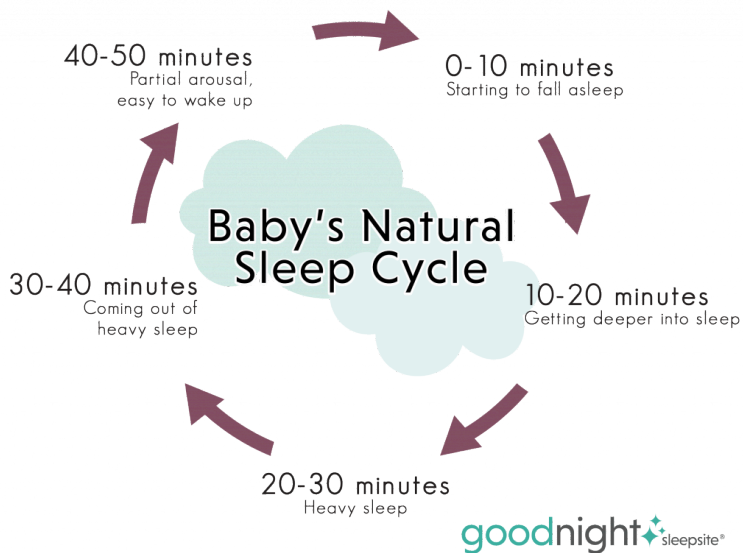 Baby's Natural
Sleep Cycle
0-10 minutes
Starting to fall asleep
10-20 minutes
Getting deeper into sleep
20-30 minutes
Heavy sleep
30-40 minutes
Coming out of
heavy sleep
40-50 minutes
Partial arousal,
easy to wake up
goodnight sleepsite®